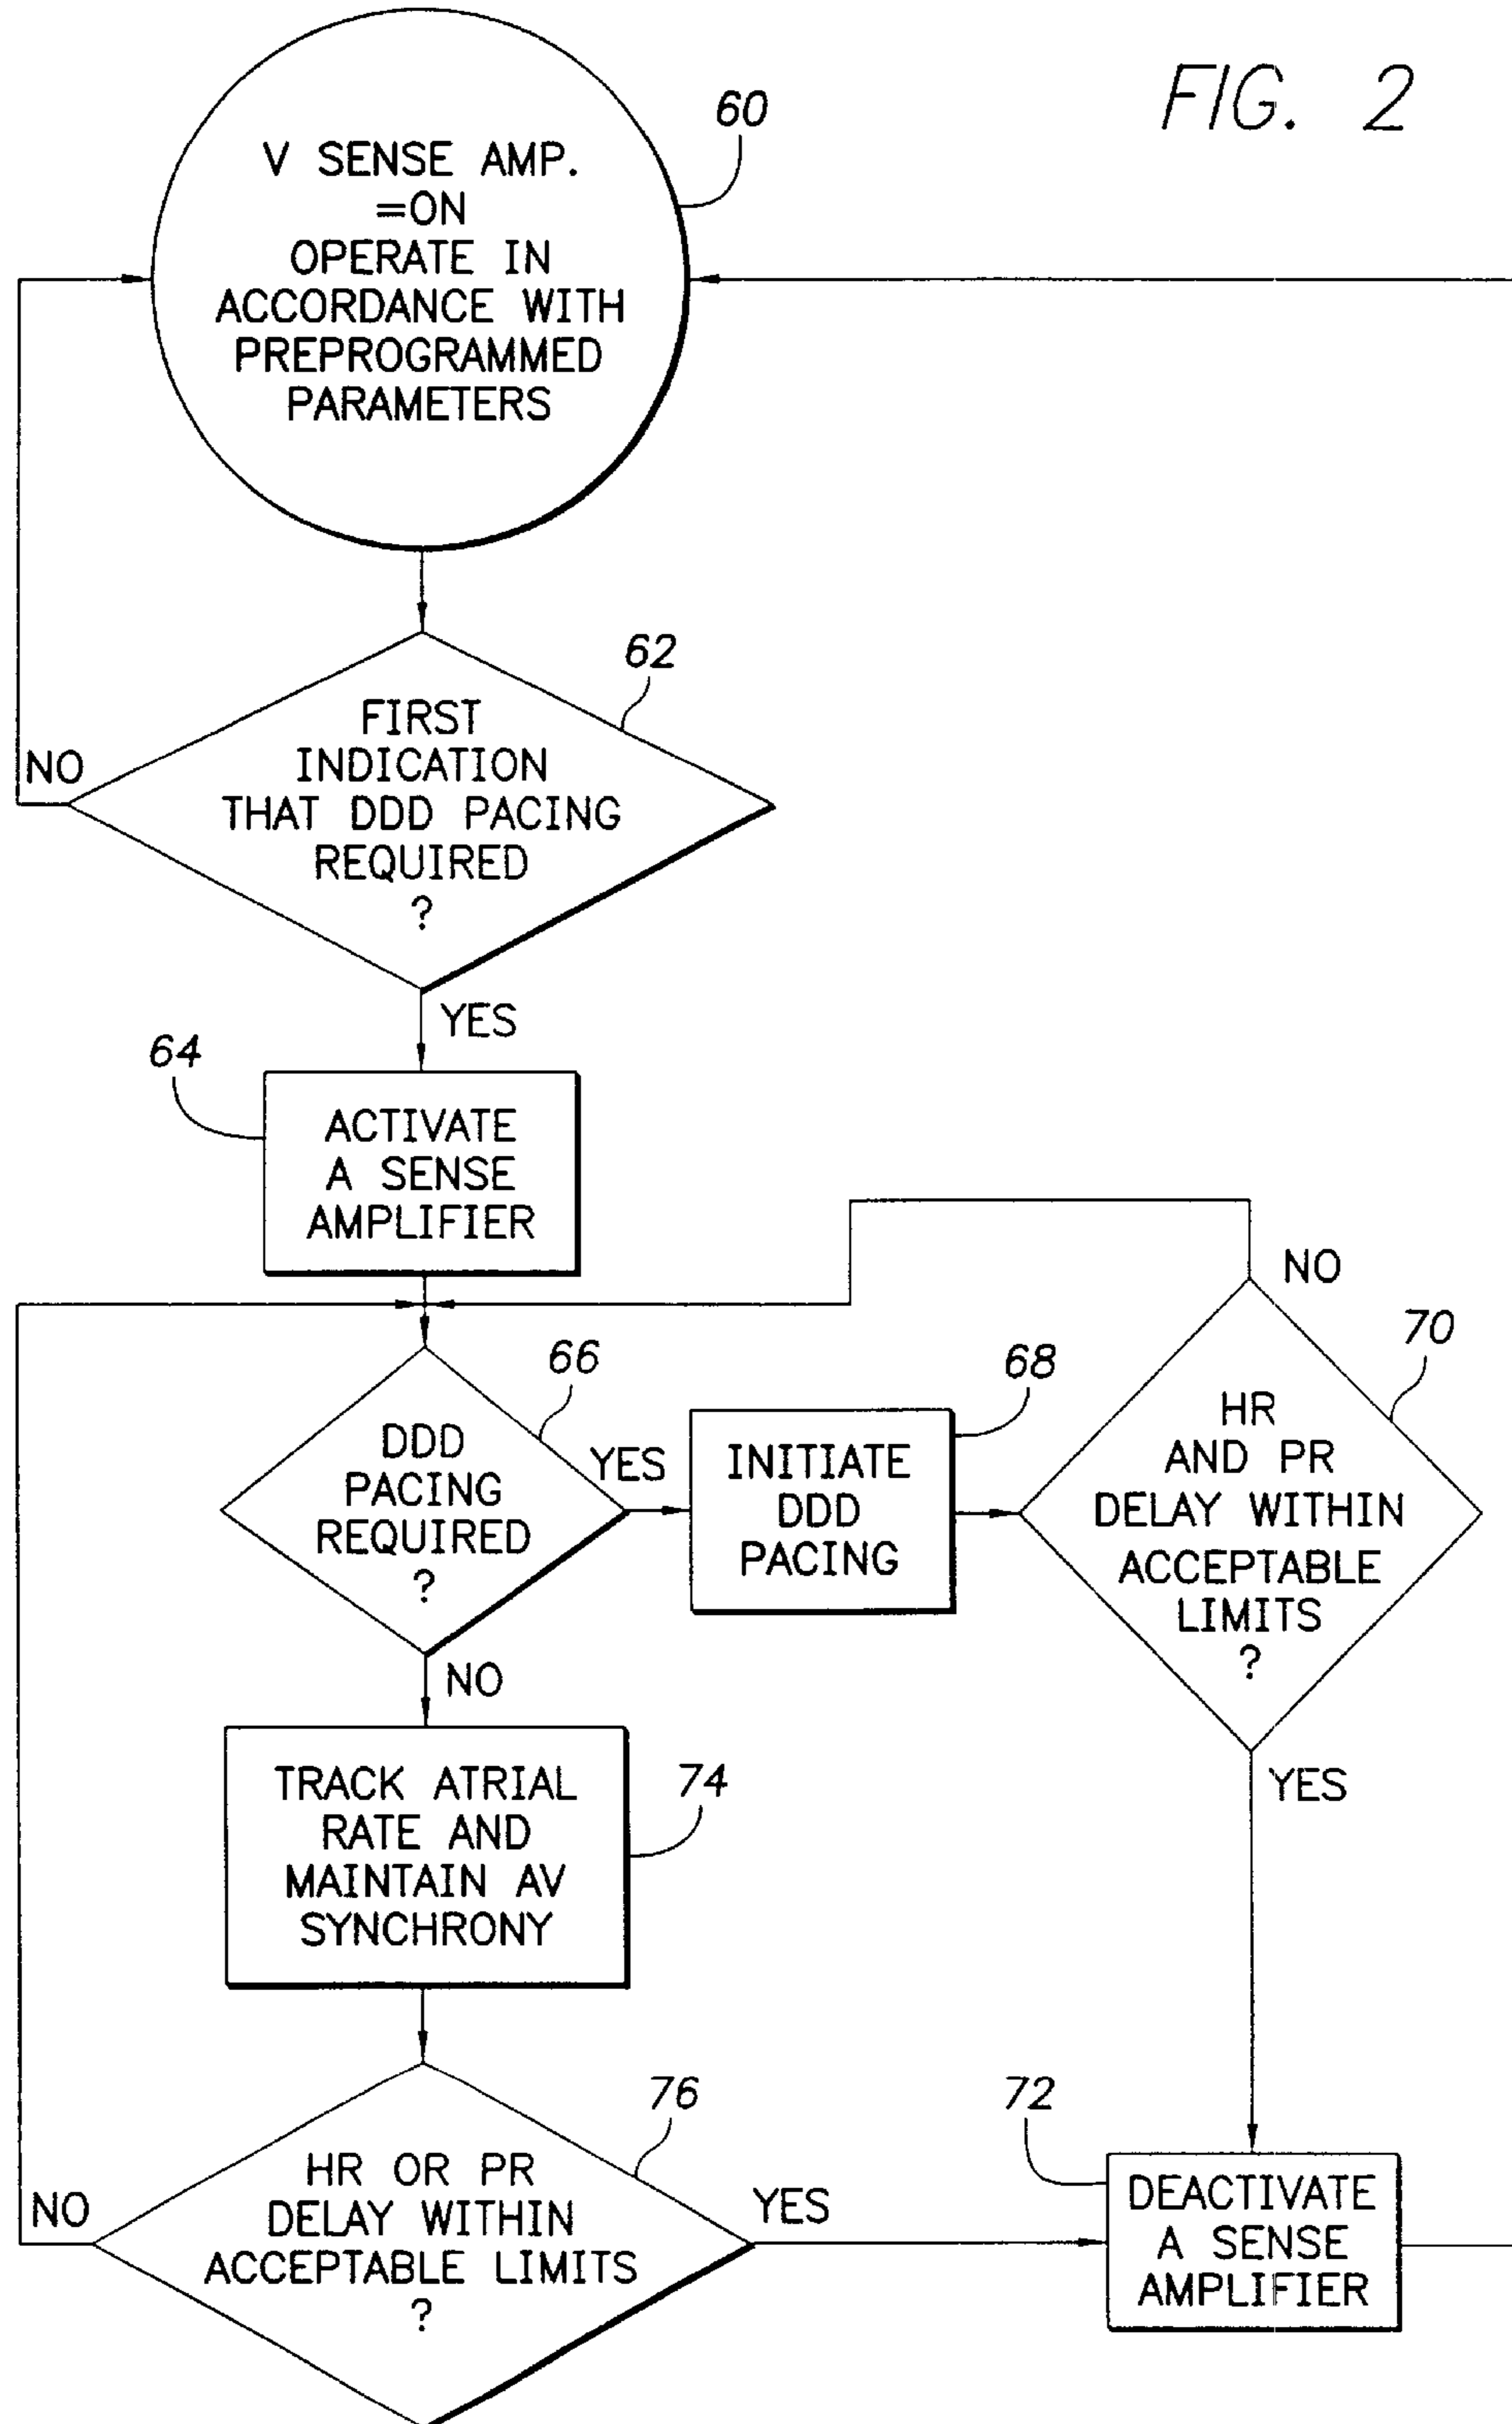 FIG. 2
60
V SENSE AMP.
=ON
OPERATE IN
ACCORDANCE WITH
PREPROGRAMMED
PARAMETERS
62
FIRST
INDICATION
THAT DDD PACING
REQUIRED
?
NO
YES
64
ACTIVATE
A SENSE
AMPLIFIER
66
DDD
PACING
REQUIRED
?
YES
68
INITIATE
DDD
PACING
NO
70
HR
AND PR
DELAY WITHIN
ACCEPTABLE
LIMITS
?
YES
NO
TRACK ATRIAL
RATE AND
MAINTAIN AV
SYNCHRONY
74
76
HR OR PR
DELAY WITHIN
ACCEPTABLE LIMITS
?
NO
YES
72
DEACTIVATE
A SENSE
AMPLIFIER